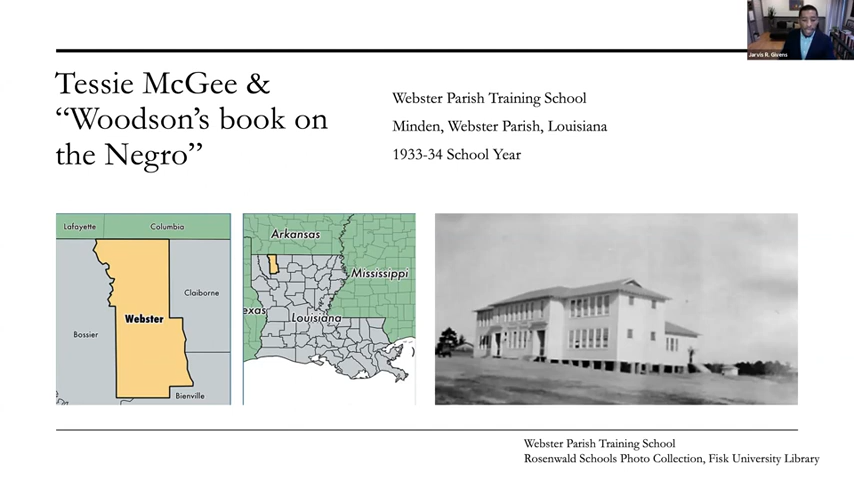 Jarvis R. Givens
Tessie McGee &
“Woodson’s book on
the Negro”
Webster Parish Training School
Minden, Webster Parish, Louisiana
1933-34 School Year
Lafayette
Columbia
Claiborne
Webster
Bossier
Bienville
Arkansas
Mississippi
exas
Louisiana
Webster Parish Training School
Rosenwald Schools Photo Collection, Fisk University Library